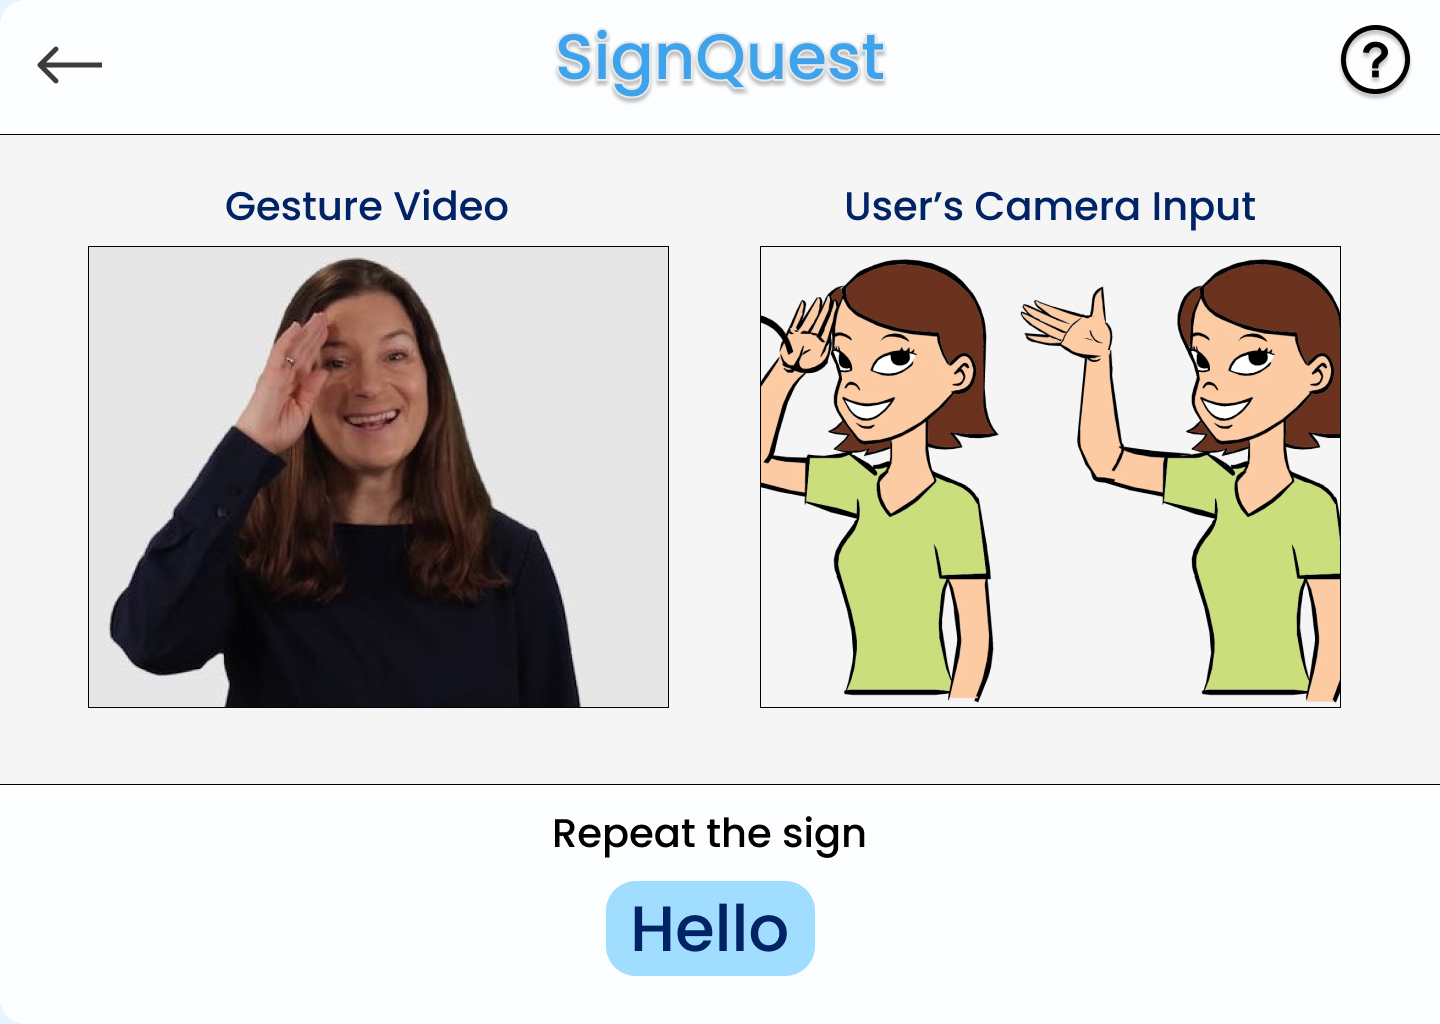 SignQuest
?
Gesture Video
User’s Camera Input
Repeat the sign
Hello